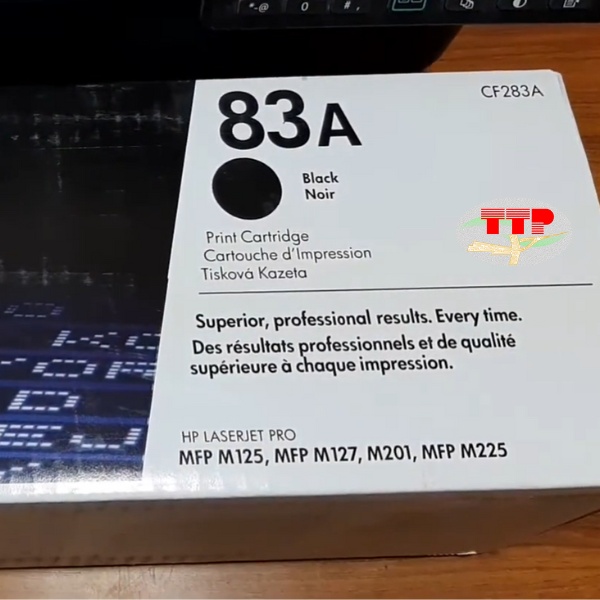 *-@ 0 # ,
83A
CF283A
Black
Noir
TTP
Print Cartridge
Cartouche d'Impression
Tisková Kazeta
Superior, professional results. Every time.
Des résultats professionnels et de qualité
supérieure à chaque impression.
HP LASERJET PRO
MFP M125, MFP M127, M201, MFP M225